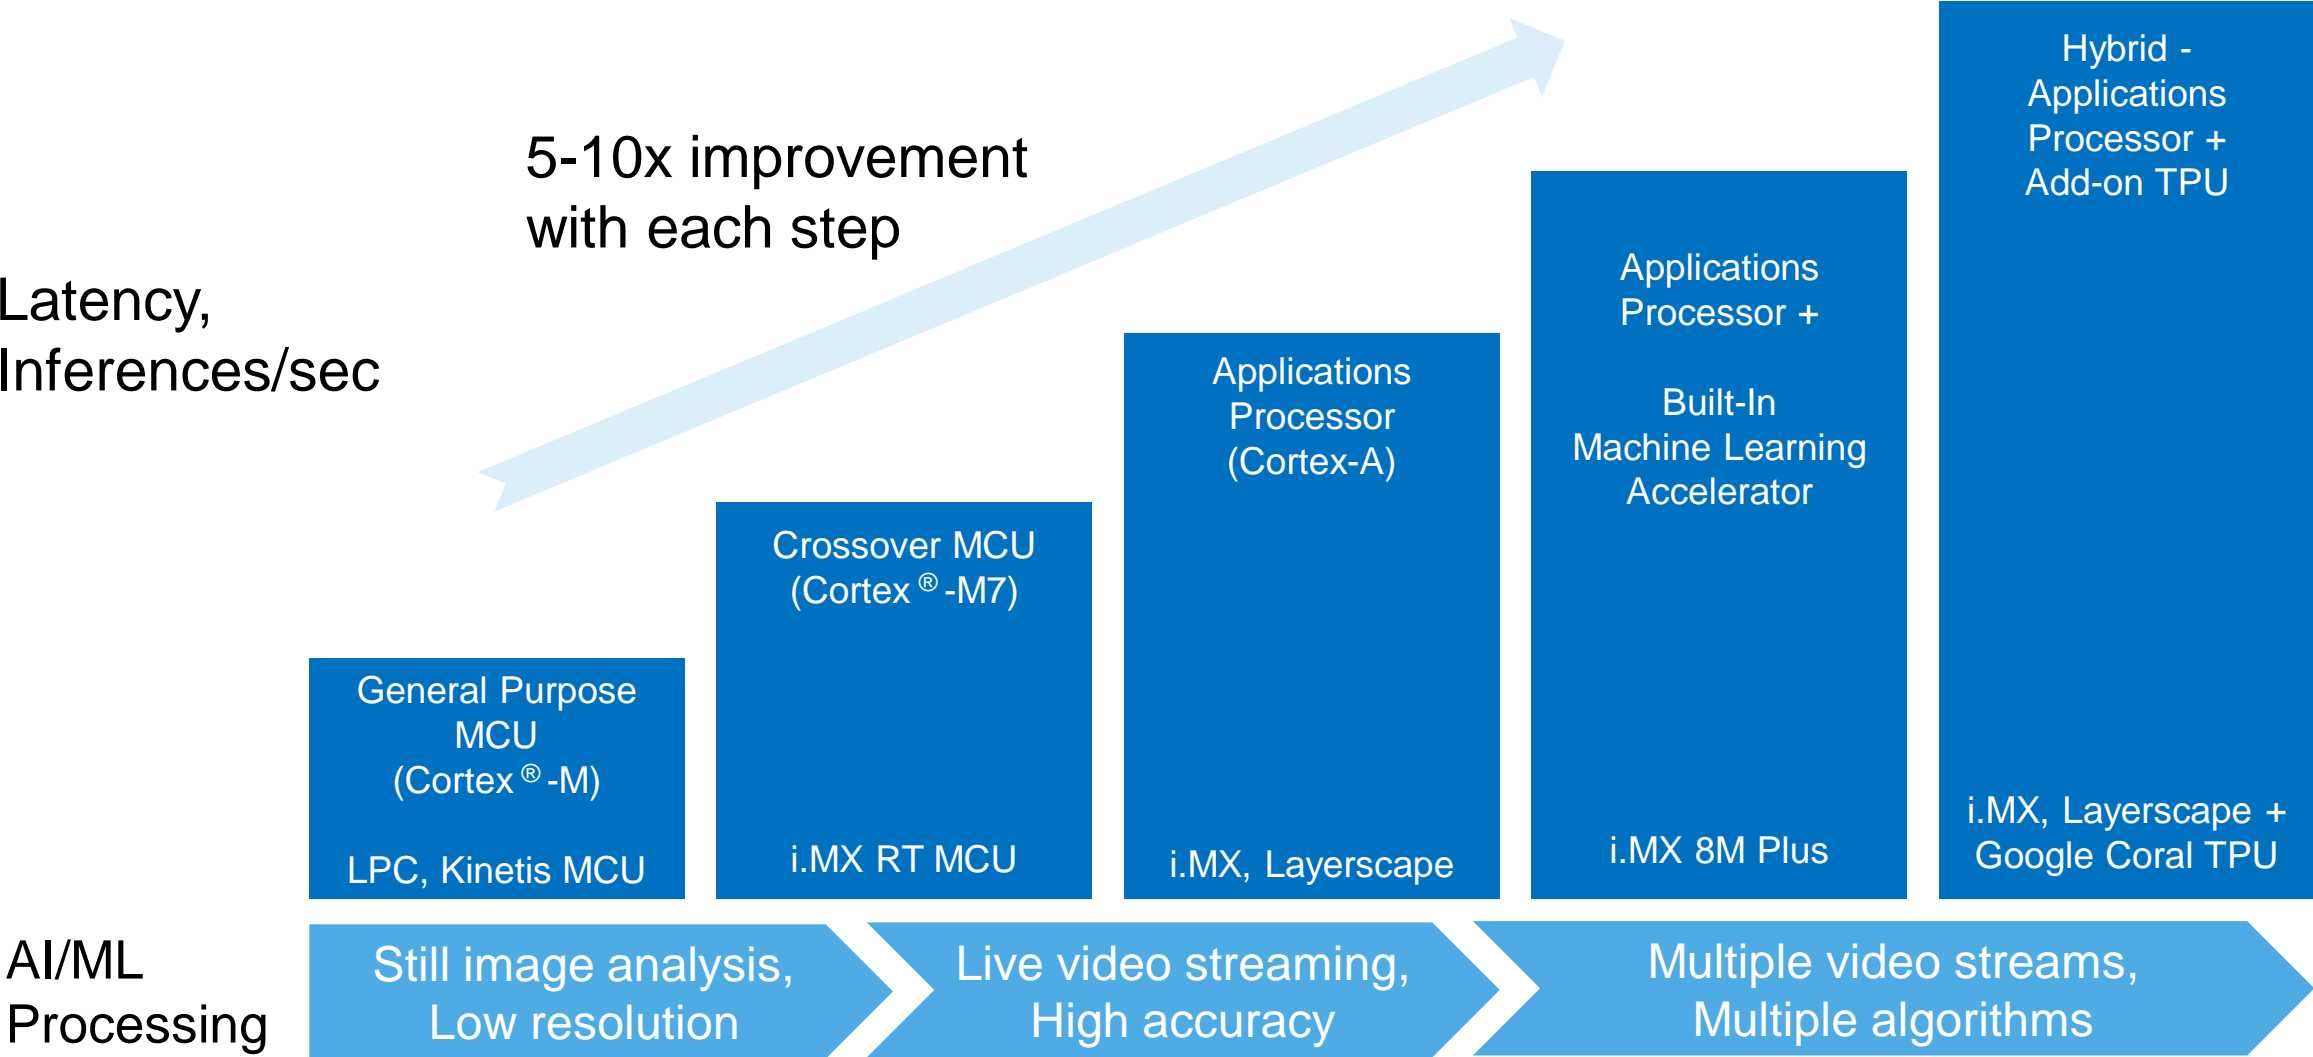 5-10x improvement
with each step
Latency,
Inferences/sec
General Purpose
MCU
(Cortex ® -M)
LPC, Kinetis MCU
Crossover MCU
(Cortex ® -M7)
i.MX RT MCU
Applications
Processor
(Cortex-A)
i.MX, Layerscape
Applications
Processor +
Built-In
Machine Learning
Accelerator
i.MX 8M Plus
Hybrid -
Applications
Processor +
Add-on TPU
i.MX, Layerscape +
Google Coral TPU
AI/ML
Processing
Still image analysis,
Low resolution
Live video streaming,
High accuracy
Multiple video streams,
Multiple algorithms